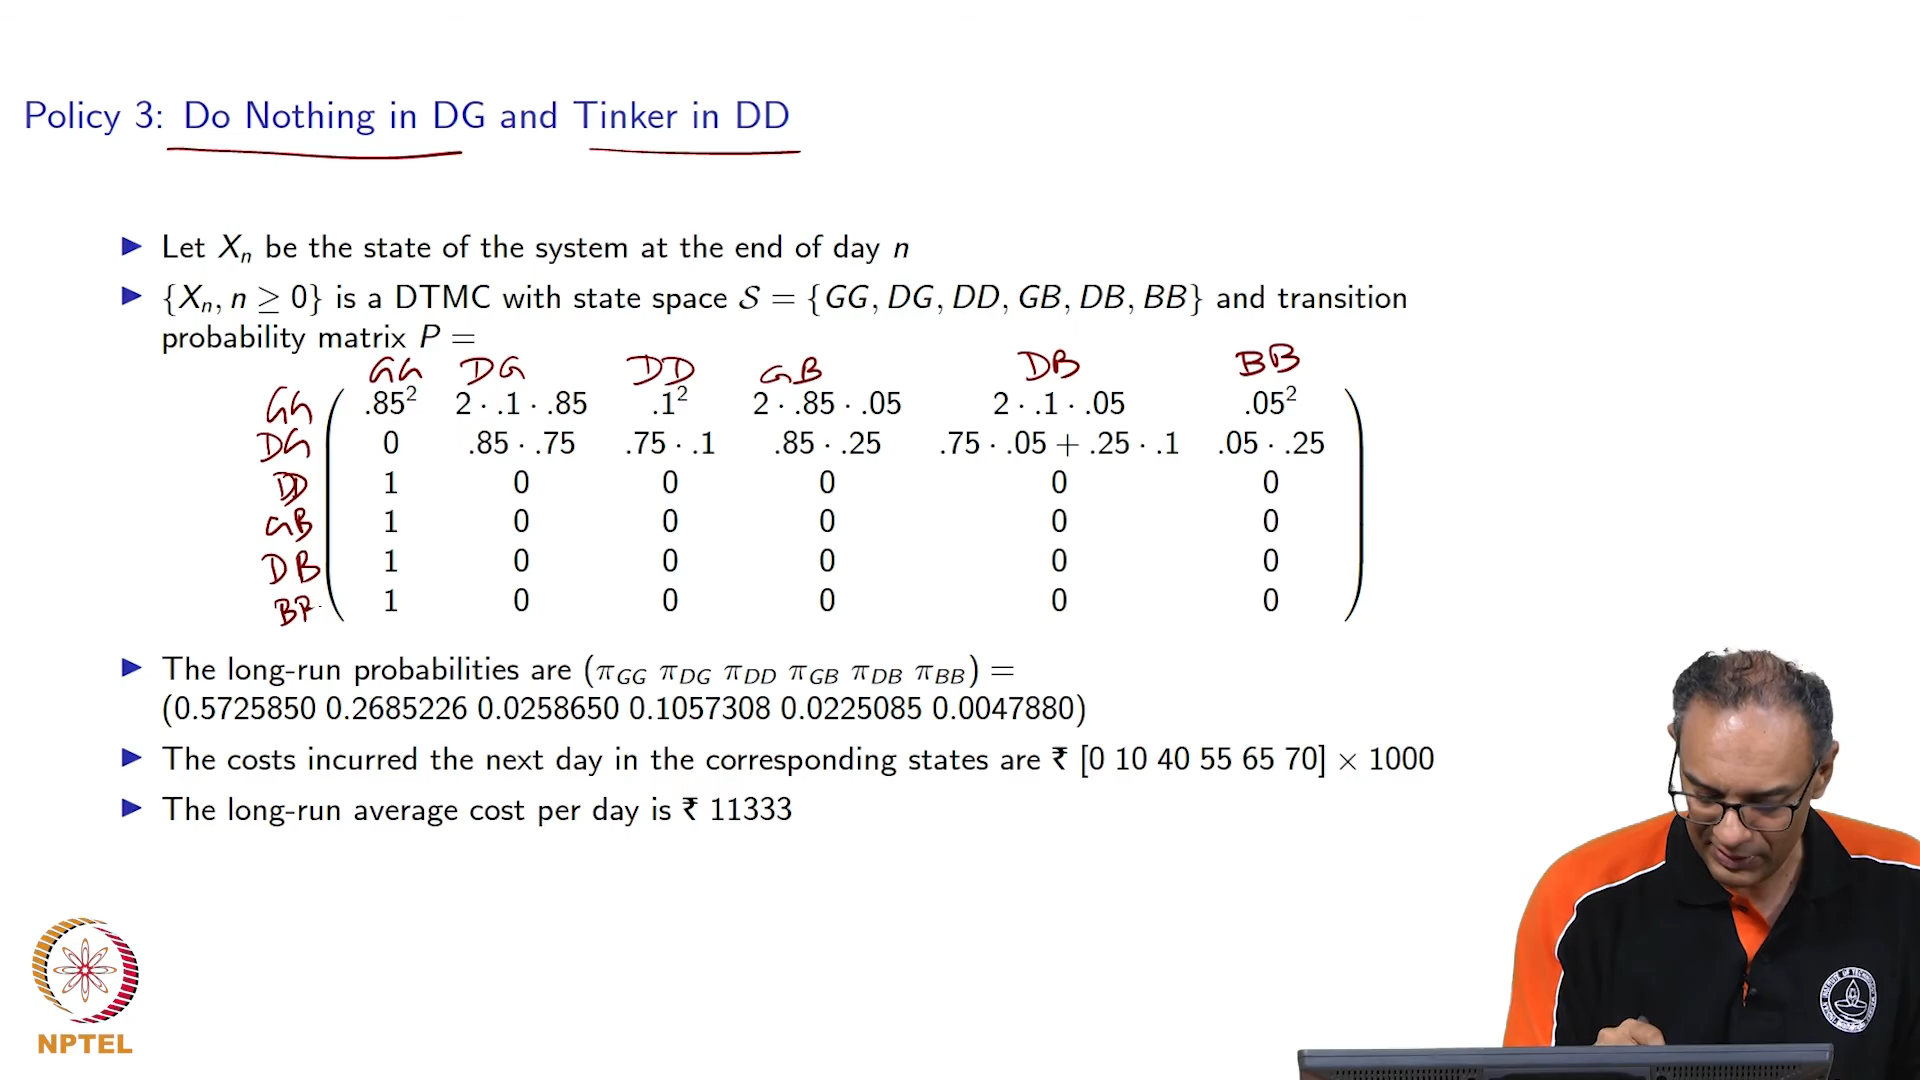 Policy 3: Do Nothing in DG and Tinker in DD
▶ Let Xₙ be the state of the system at the end of day n
▶ {Xₙ, n ≥ 0} is a DTMC with state space 𝒮 = {GG, DG, DD, GB, DB, BB} and transition
probability matrix P =
GG DG DD GB DB BB
GG .85² 2 · .1 · .85 .1² 2 · .85 · .05 2 · .1 · .05 .05²
DG 0 .85 · .75 .75 · .1 .85 · .25 .75 · .05 + .25 · .1 .05 · .25
DD 1 0 0 0 0 0
GB 1 0 0 0 0 0
DB 1 0 0 0 0 0
BB 1 0 0 0 0 0
▶ The long-run probabilities are (π_GG π_DG π_DD π_GB π_DB π_BB) =
(0.5725850 0.2685226 0.0258650 0.1057308 0.0225085 0.0047880)
▶ The costs incurred the next day in the corresponding states are ₹ [0 10 40 55 65 70] × 1000
▶ The long-run average cost per day is ₹ 11333
NPTEL